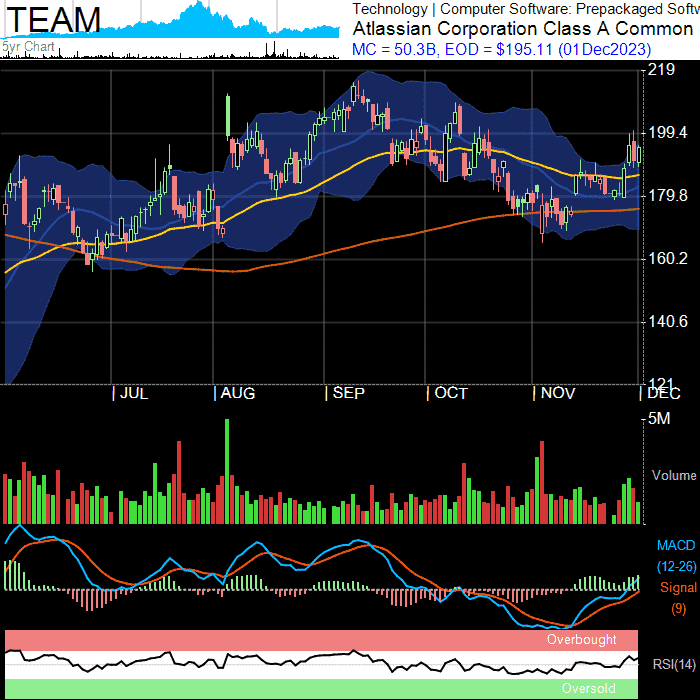 TEAM
5yr Chart
Technology | Computer Software: Prepackaged Softw
Atlassian Corporation Class A Common
MC = 50.3B, EOD = $195.11 (01Dec2023)
219
199.4
179.8
160.2
140.6
121
| JUL | AUG | SEP | OCT | NOV | DEC
5M
Volume
MACD
(12-26)
Signal
(9)
Overbought
RSI(14)
Oversold